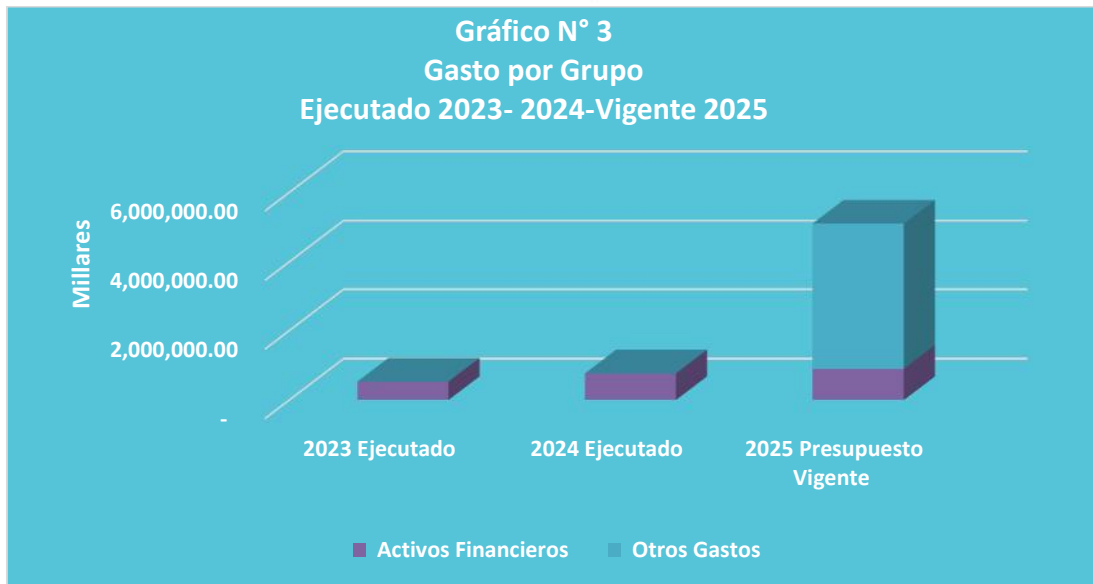 Gráfico N° 3
Gasto por Grupo
Ejecutado 2023- 2024-Vigente 2025
Millares
6,000,000.00
4,000,000.00
2,000,000.00
-
2023 Ejecutado
2024 Ejecutado
2025 Presupuesto
Vigente
Activos Financieros
Otros Gastos